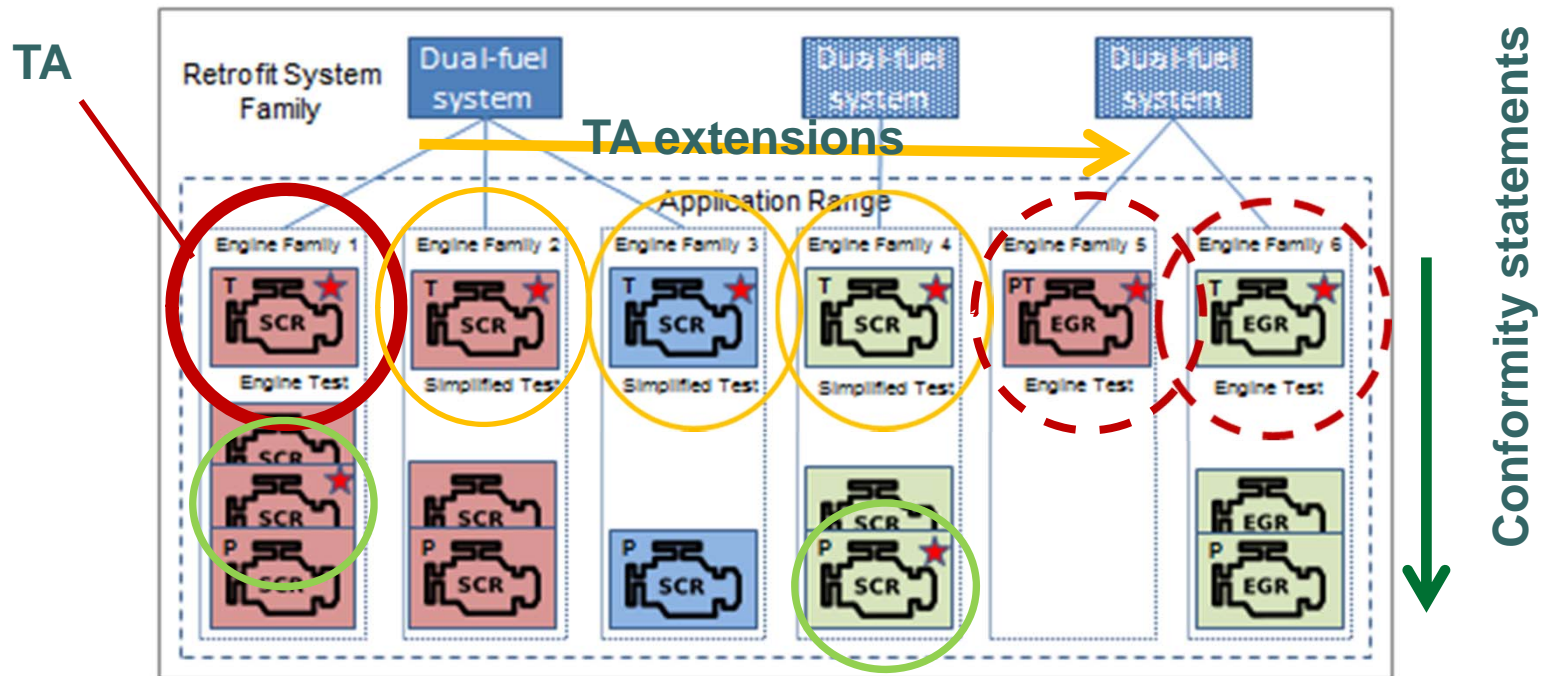 TA
Retrofit System
Family
Dual-fuel
system
Dual-fuel
system
Dual-fuel
system
TA extensions
Application Range
Engine Family 1
Engine Family 2
Engine Family 3
Engine Family 4
Engine Family 5
Engine Family 6
T
SCR
T
SCR
T
SCR
T
SCR
PT
EGR
T
EGR
Engine Test
Simplified Test
Simplified Test
Simplified Test
Engine Test
Engine Test
SCR
SCR
P
SCR
SCR
P
SCR
P
SCR
SCR
P
SCR
EGR
P
EGR
Conformity statements